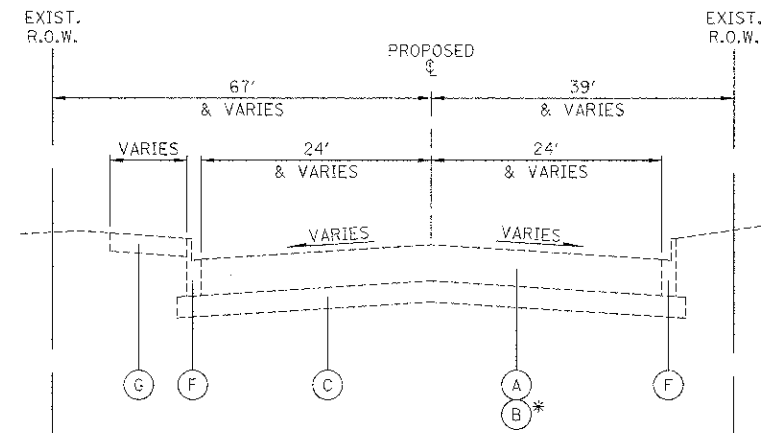 EXIST.
R.O.W.
EXIST.
R.O.W.
PROPOSED
℄
67'
& VARIES
39'
& VARIES
VARIES
24'
& VARIES
24'
& VARIES
VARIES
VARIES
G
F
C
A
B*
F